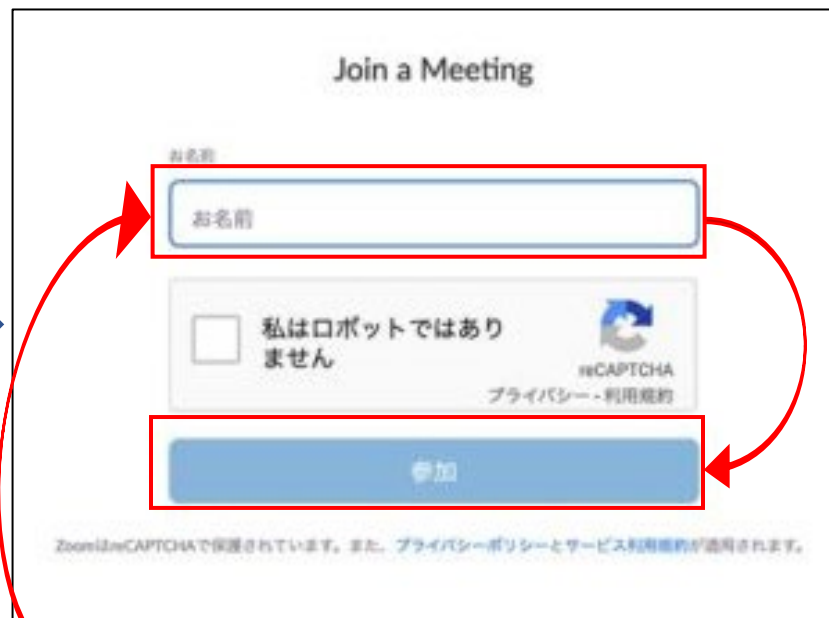 Join a Meeting
お名前
お名前
私はロボットではあり
ません
reCAPTCHA
プライバシー - 利用規約
参加
ZoomはreCAPTCHAで保護されています。また、プライバシーポリシーとサービス利用規約が適用されます。